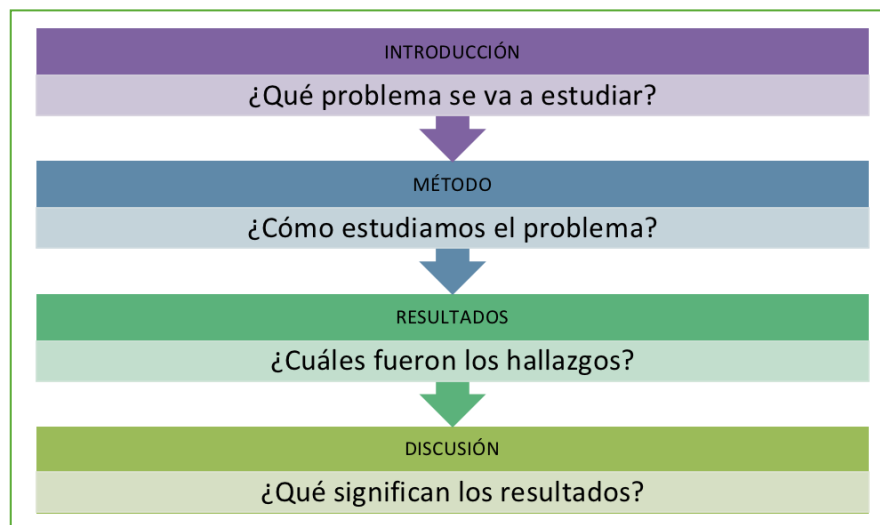 INTRODUCCIÓN
¿Qué problema se va a estudiar?
MÉTODO
¿Cómo estudiamos el problema?
RESULTADOS
¿Cuáles fueron los hallazgos?
DISCUSIÓN
¿Qué significan los resultados?